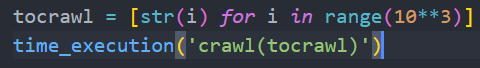 tocrawl = [str(i) for i in range(10**3)]
time_execution('crawl(tocrawl)')